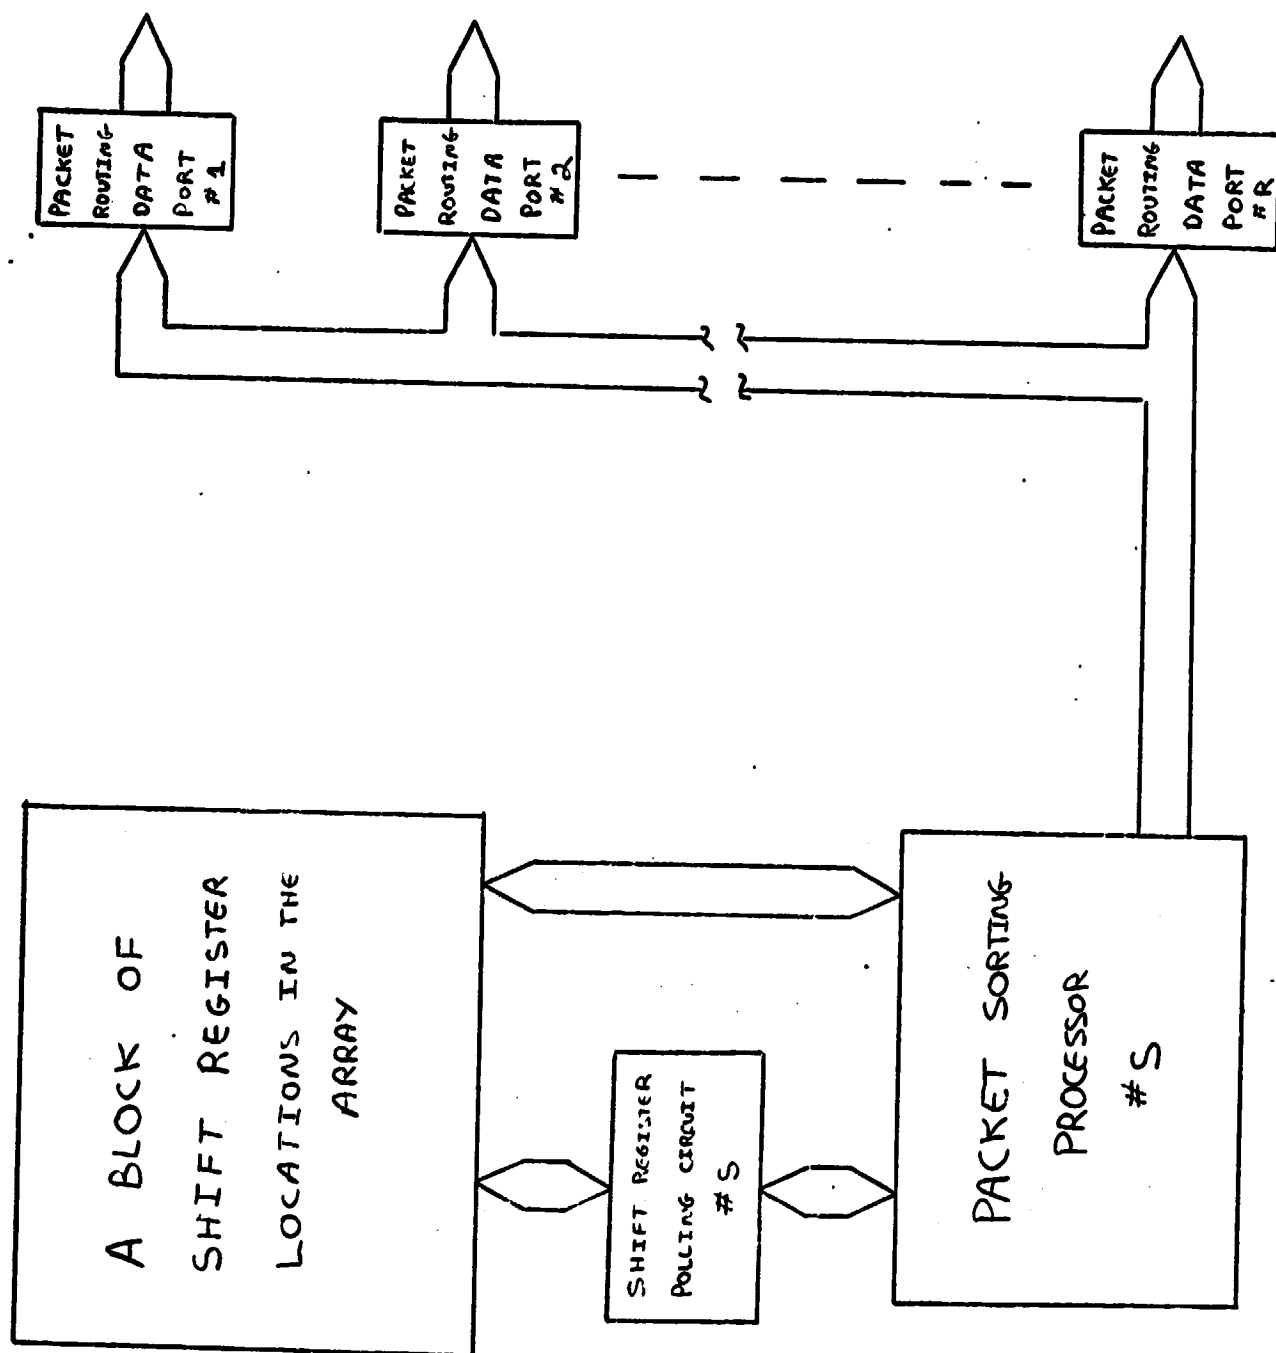 A BLOCK OF
SHIFT REGISTER
LOCATIONS IN THE
ARRAY
SHIFT REGISTER
POLLING CIRCUIT
#S
PACKET SORTING
PROCESSOR
#S
PACKET
ROUTING
DATA
PORT
#1
PACKET
ROUTING
DATA
PORT
#2
PACKET
ROUTING
DATA
PORT
#R